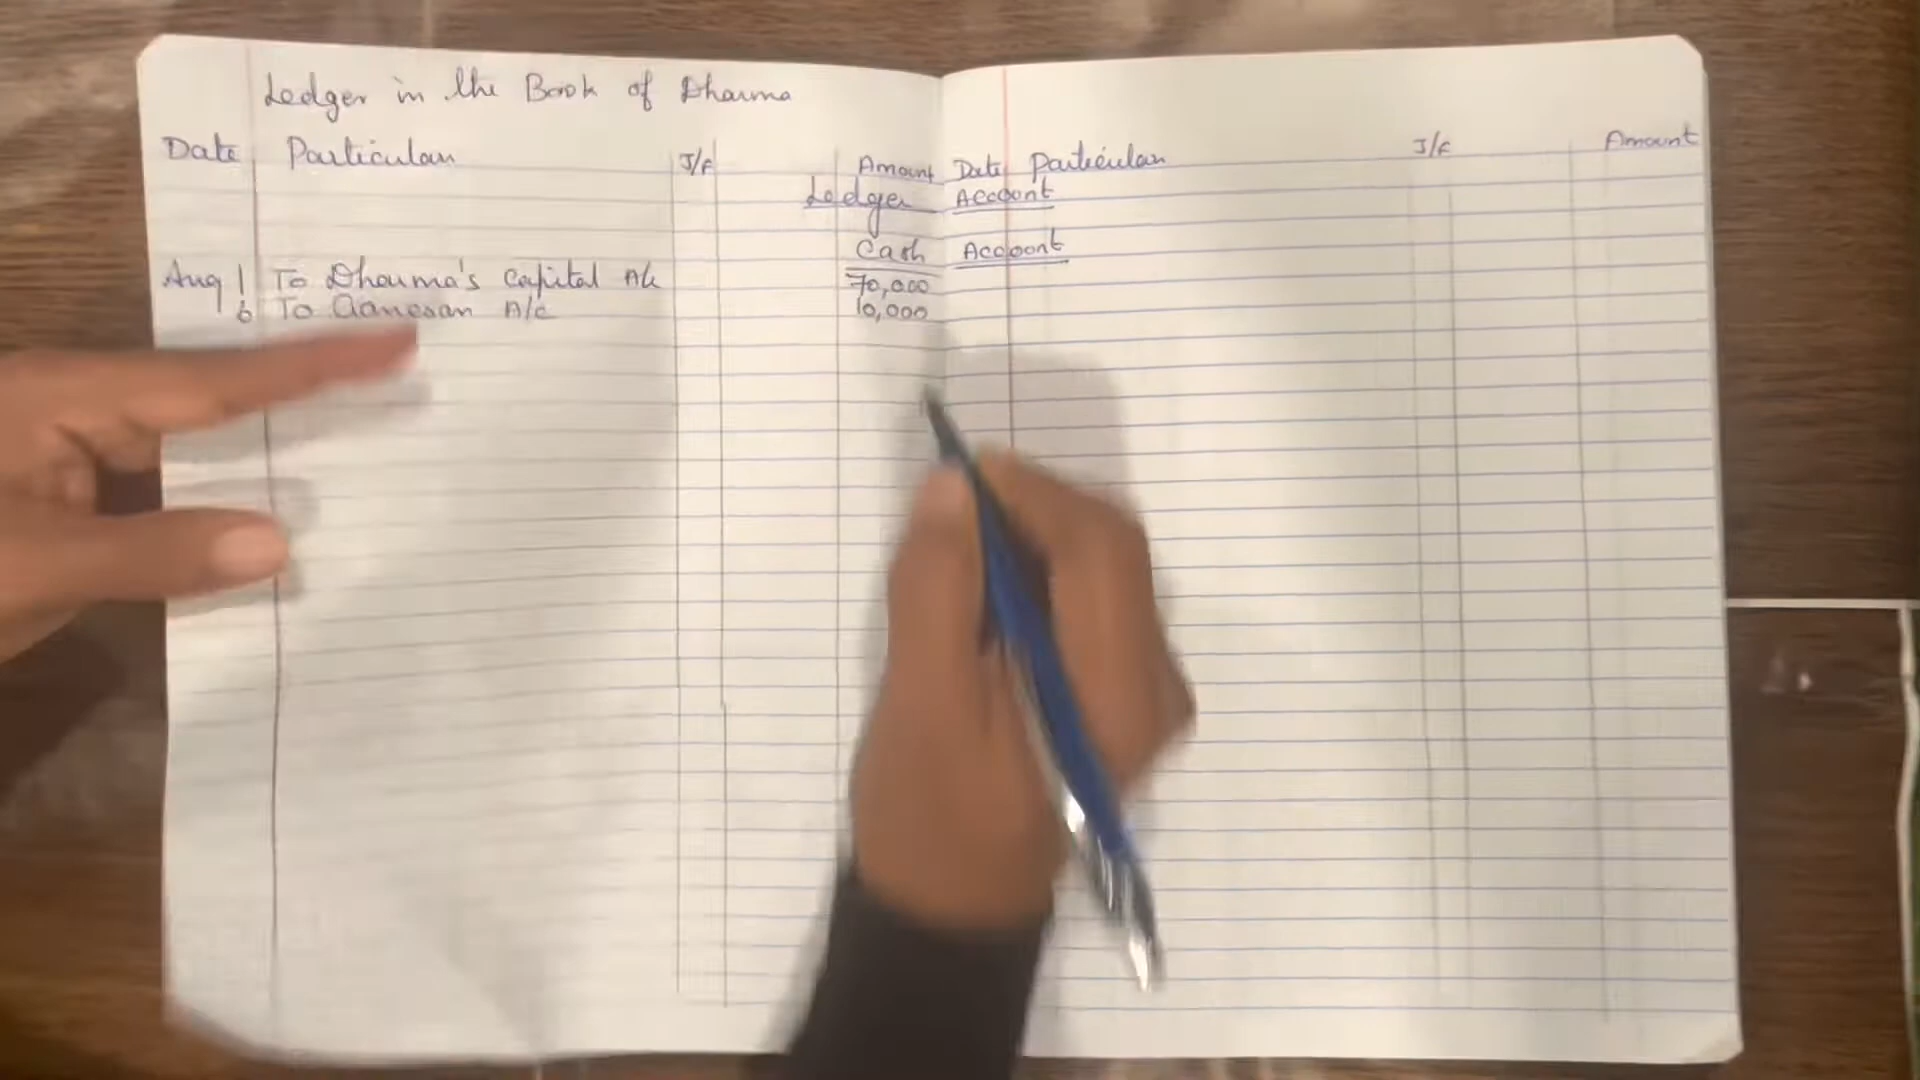 Ledger in the Book of Dharma
Date Particulars J/F Amount Date Particulars J/F Amount
Ledger Account
Cash Account
Aug 1 To Dharma's Capital A/c 70,000
6 To Ganesan A/c 10,000